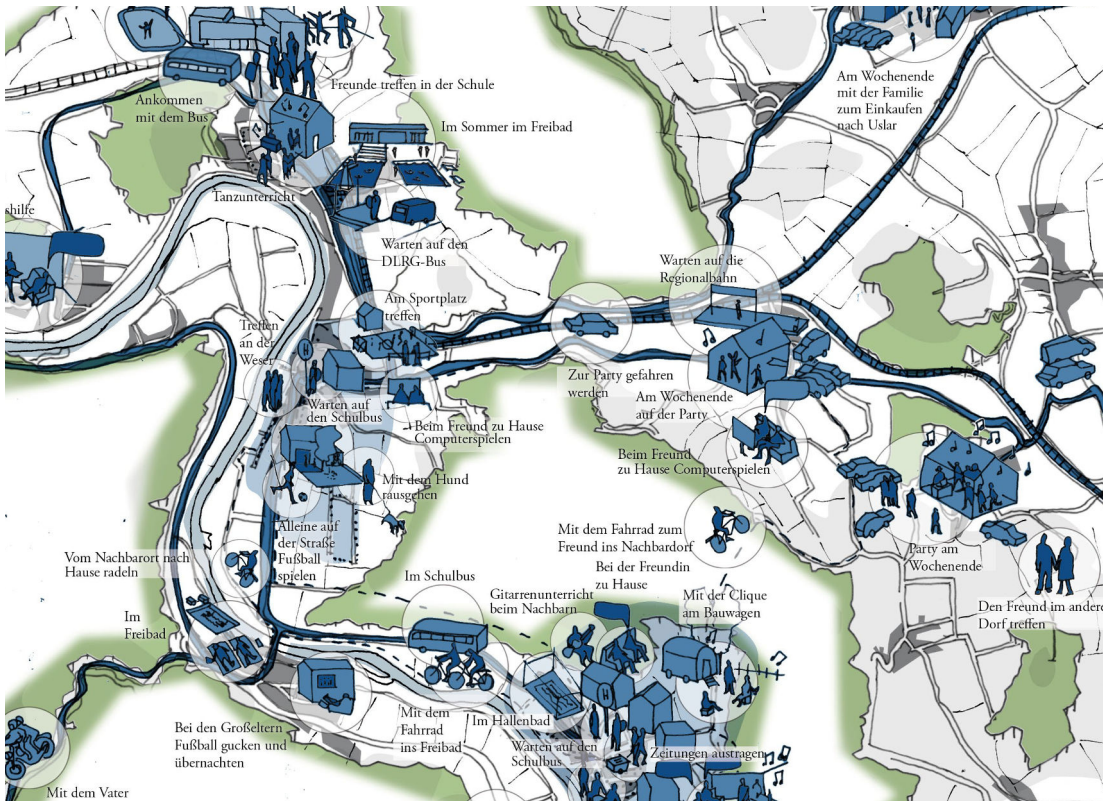 Ankommen
mit dem Bus
Freunde treffen in der Schule
Im Sommer im Freibad
Am Wochenende
mit der Familie
zum Einkaufen
nach Uslar
Tanzunterricht
shilfe
Warten auf den
DLRG-Bus
Warten auf die
Regionalbahn
Am Sportplatz
treffen
Treffen
an der
Weser
H
Warten auf
den Schulbus
Zur Party gefahren
werden
Am Wochenende
auf der Party
Beim Freund zu Hause
Computerspielen
Beim Freund
zu Hause Computerspielen
Mit dem Hund
rausgehen
Alleine auf
der Straße
Fußball
spielen
Mit dem Fahrrad zum
Freund ins Nachbardorf
Party am
Wochenende
Vom Nachbarort nach
Hause radeln
Bei der Freundin
zu Hause
Im Schulbus
Gitarrenunterricht
beim Nachbarn
Mit der Clique
am Bauwagen
Den Freund im andere
Dorf treffen
Im
Freibad
H
Bei den Großeltern
Fußball gucken und
übernachten
Mit dem
Fahrrad
ins Freibad
Im Hallenbad
Warten auf den
Schulbus
Zeitungen austragen
Mit dem Vater